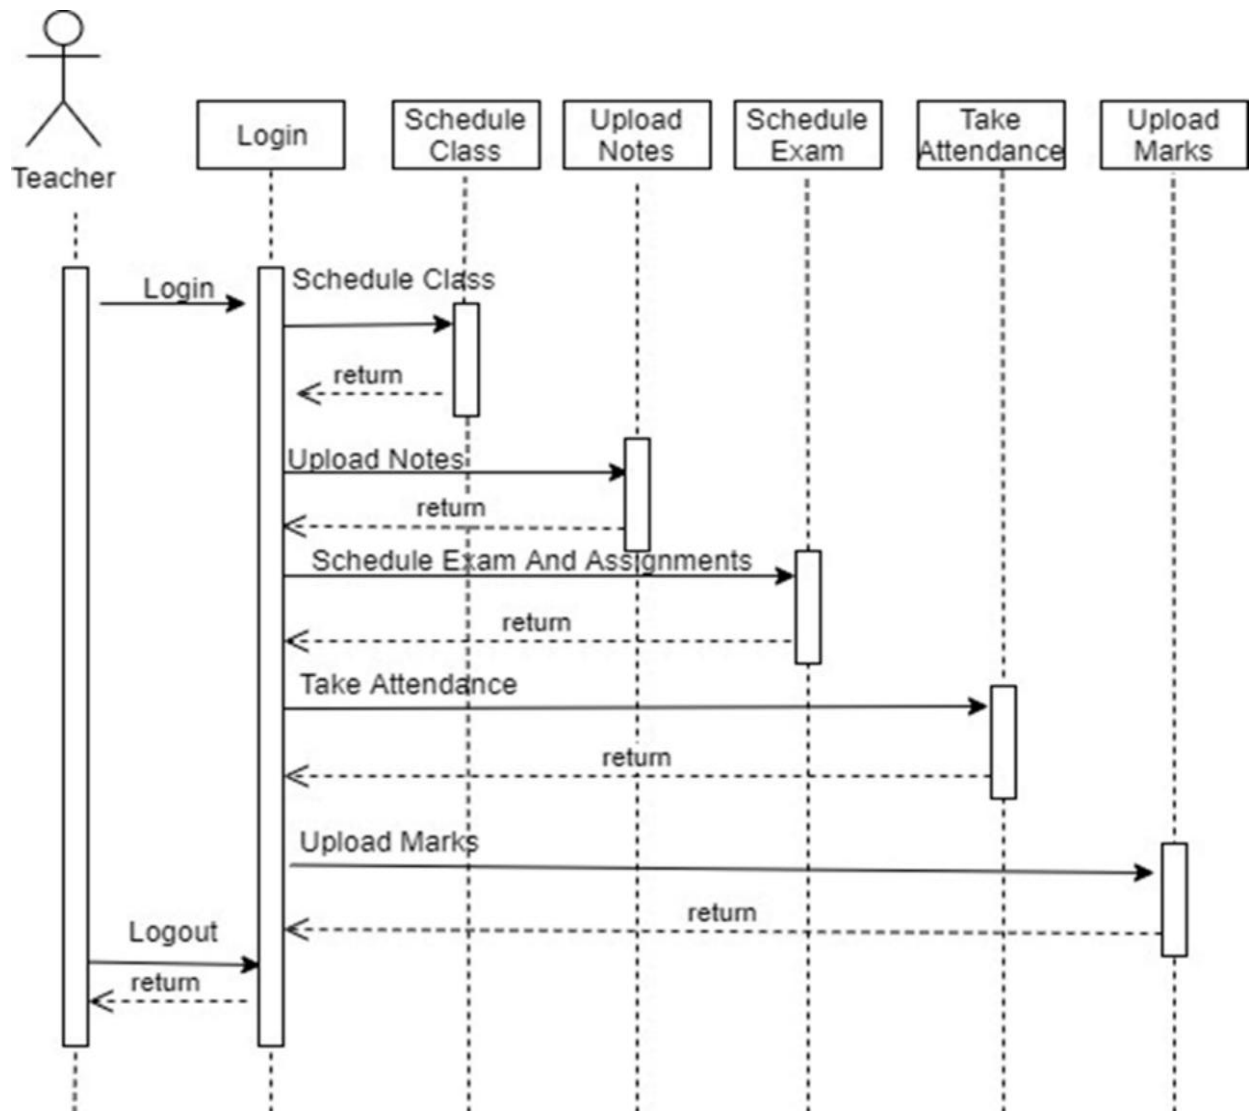 Teacher
Login
Schedule
Class
Upload
Notes
Schedule
Exam
Take
Attendance
Upload
Marks
Login
Schedule Class
return
Upload Notes
return
Schedule Exam And Assignments
return
Take Attendance
return
Upload Marks
return
Logout
return